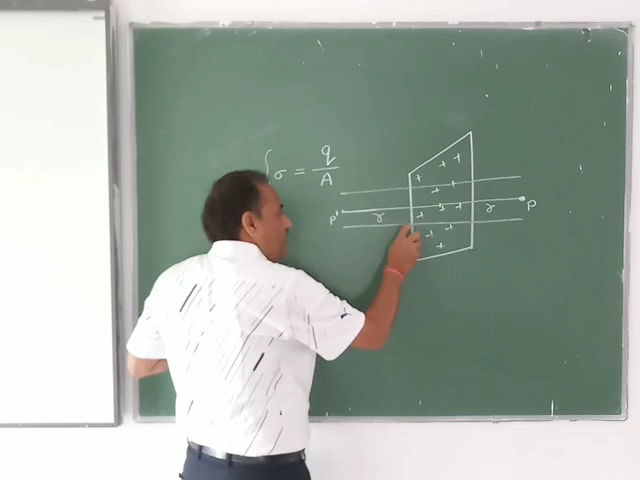 σ = q/A
P' r r P